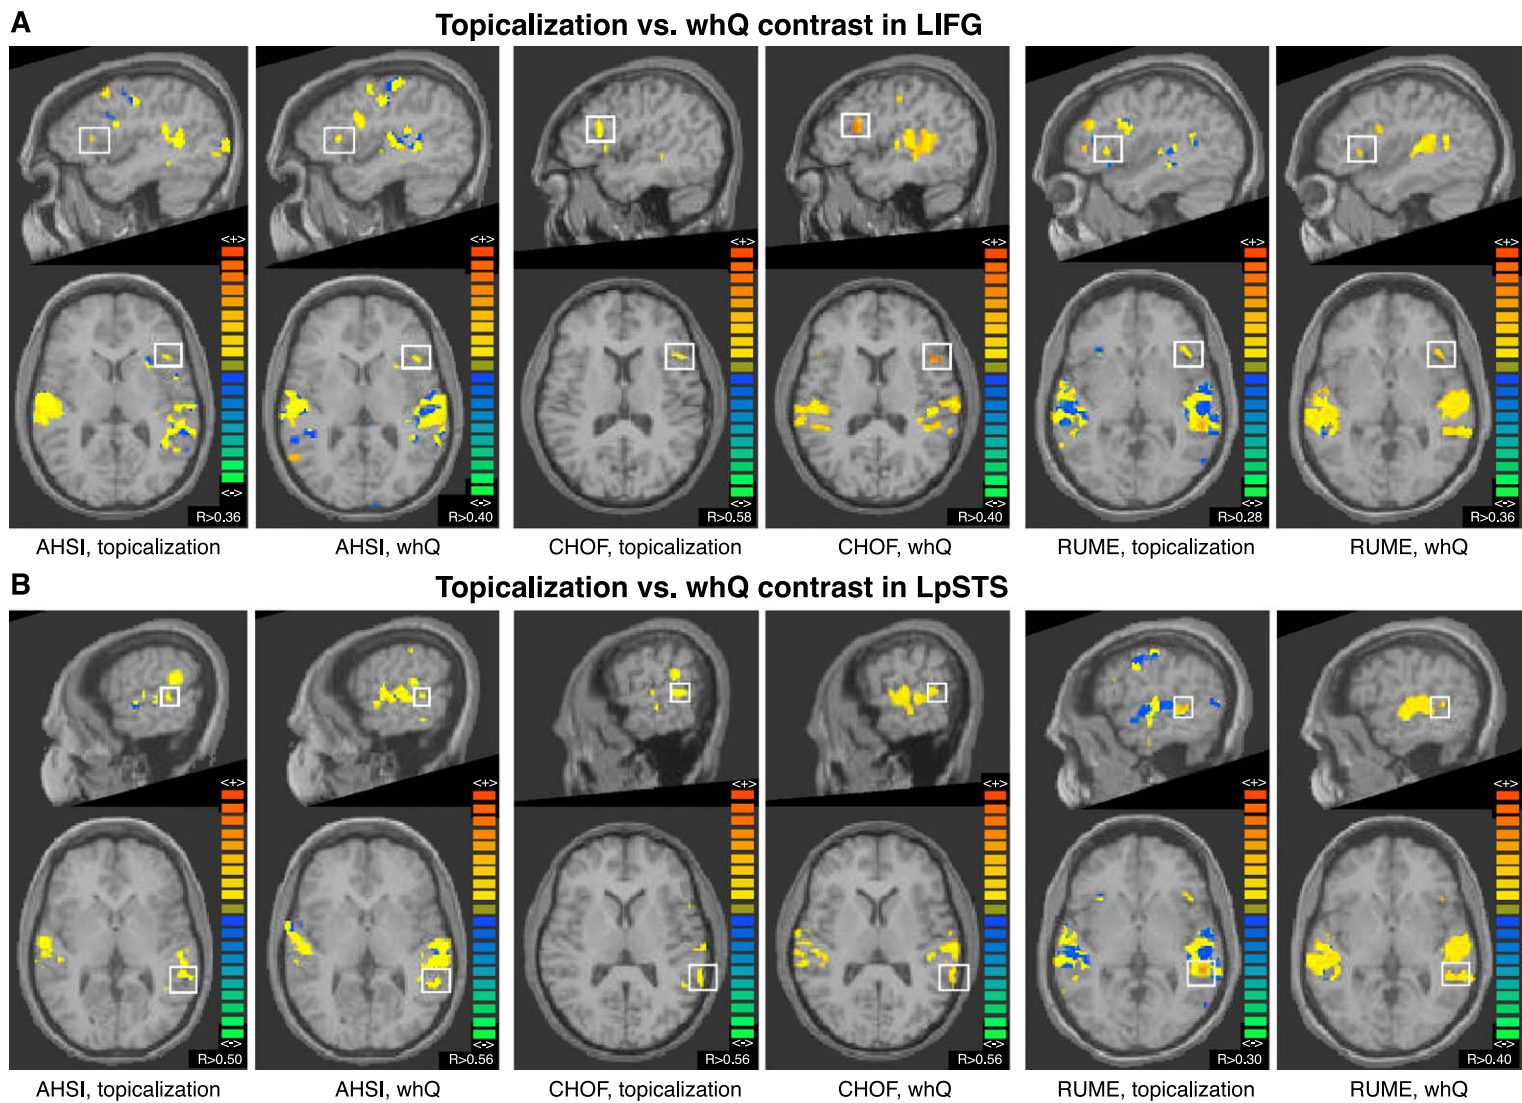 A
Topicalization vs. whQ contrast in LIFG
<+> <+> <+> <+> <+> <+>
<-> <-> <-> <-> <-> <->
R>0.36 R>0.40 R>0.58 R>0.40 R>0.28 R>0.36
AHSI, topicalization AHSI, whQ CHOF, topicalization CHOF, whQ RUME, topicalization RUME, whQ
B
Topicalization vs. whQ contrast in LpSTS
<+> <+> <+> <+> <+> <+>
<-> <-> <-> <-> <-> <->
R>0.50 R>0.56 R>0.56 R>0.56 R>0.30 R>0.40
AHSI, topicalization AHSI, whQ CHOF, topicalization CHOF, whQ RUME, topicalization RUME, whQ